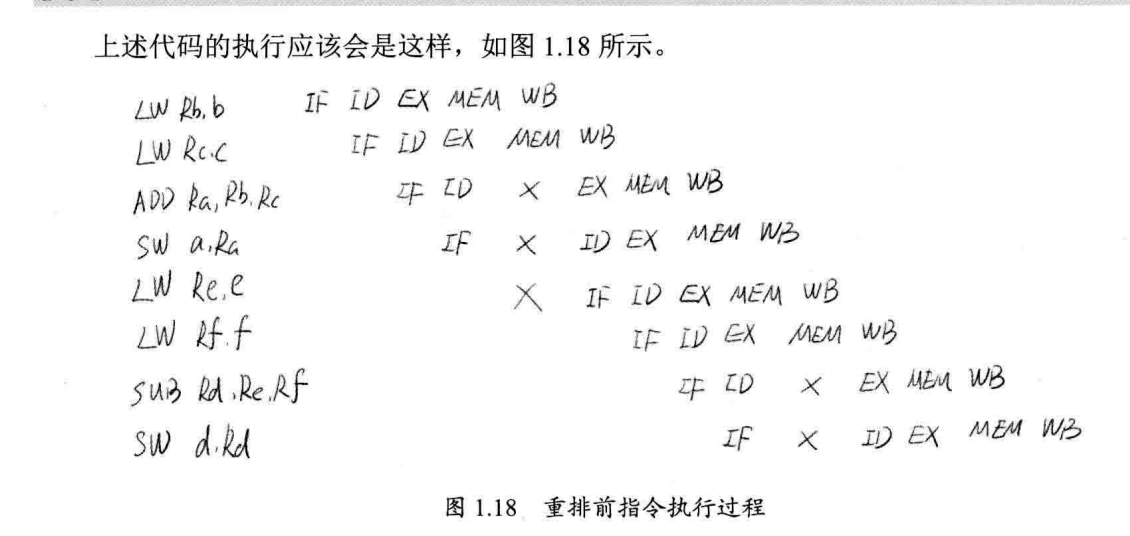 上述代码的执行应该会是这样，如图 1.18 所示。
LW Rb,b IF ID EX MEM WB
LW Rc,c IF ID EX MEM WB
ADD Ra,Rb,Rc IF ID × EX MEM WB
SW a,Ra IF × ID EX MEM WB
LW Re,e × IF ID EX MEM WB
LW Rf,f IF ID EX MEM WB
SUB Rd,Re,Rf IF ID × EX MEM WB
SW d,Rd IF × ID EX MEM WB
图 1.18 重排前指令执行过程